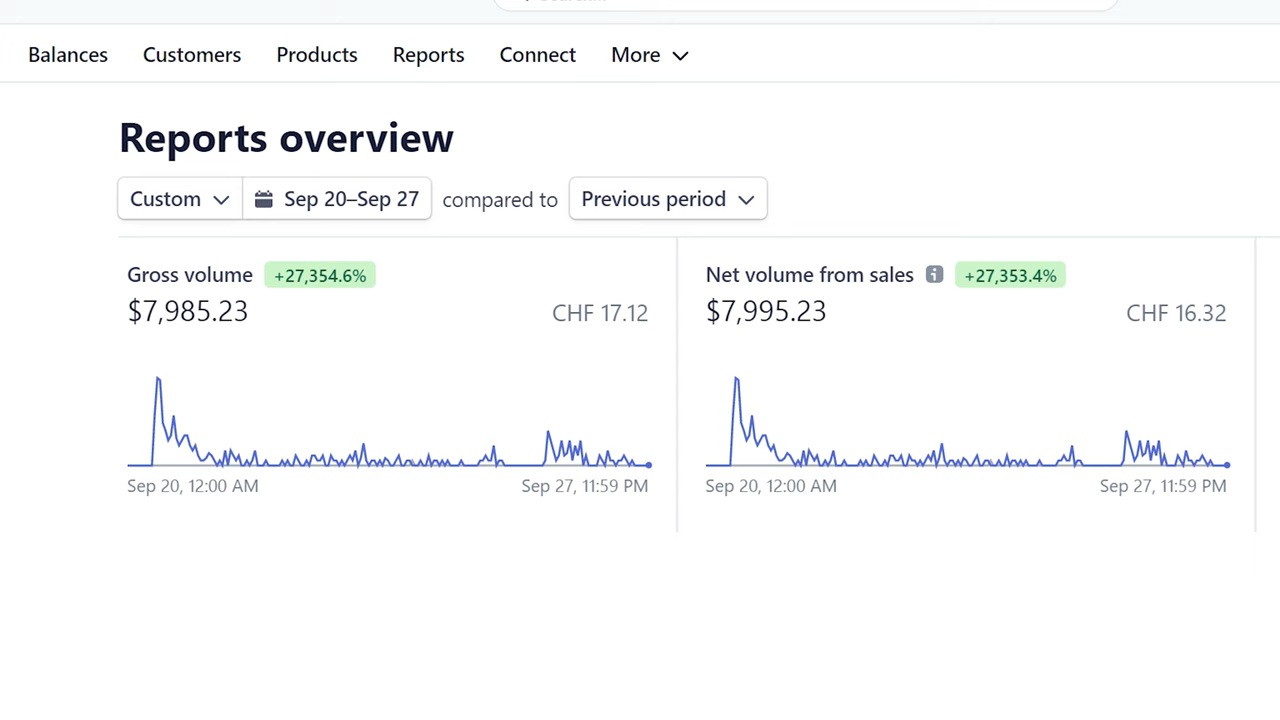 Balances Customers Products Reports Connect More
Reports overview
Custom Sep 20–Sep 27 compared to Previous period
Gross volume +27,354.6%
$7,985.23 CHF 17.12
Sep 20, 12:00 AM Sep 27, 11:59 PM
Net volume from sales +27,353.4%
$7,995.23 CHF 16.32
Sep 20, 12:00 AM Sep 27, 11:59 PM